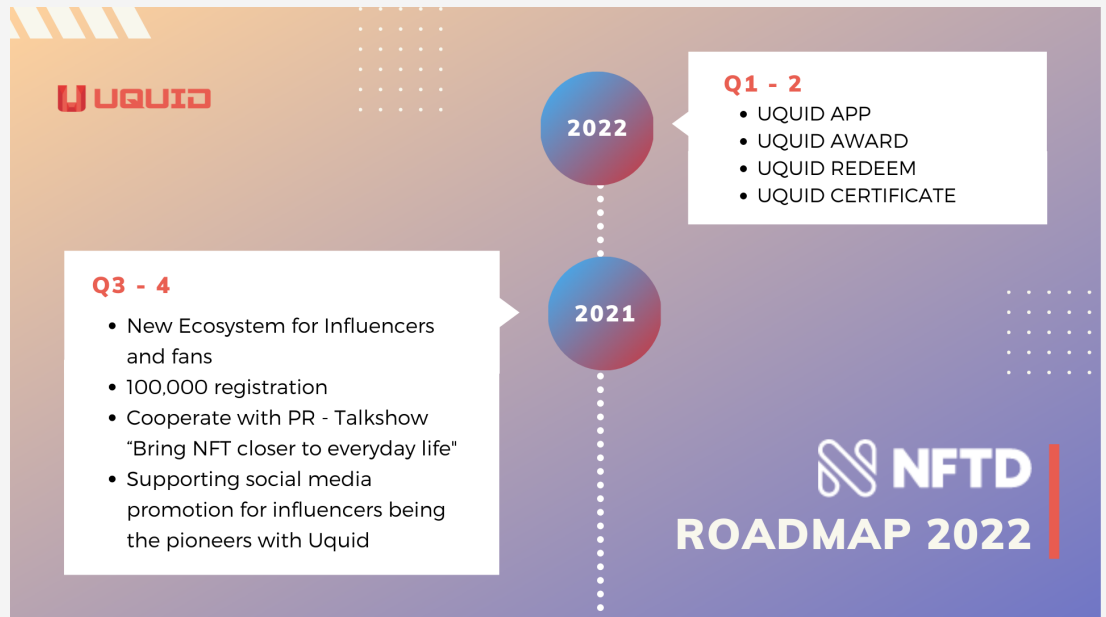 UQUID
2022
Q1 - 2
• UQUID APP
• UQUID AWARD
• UQUID REDEEM
• UQUID CERTIFICATE
2021
Q3 - 4
• New Ecosystem for Influencers
and fans
• 100,000 registration
• Cooperate with PR - Talkshow
“Bring NFT closer to everyday life"
• Supporting social media
promotion for influencers being
the pioneers with Uquid
NFTD
ROADMAP 2022